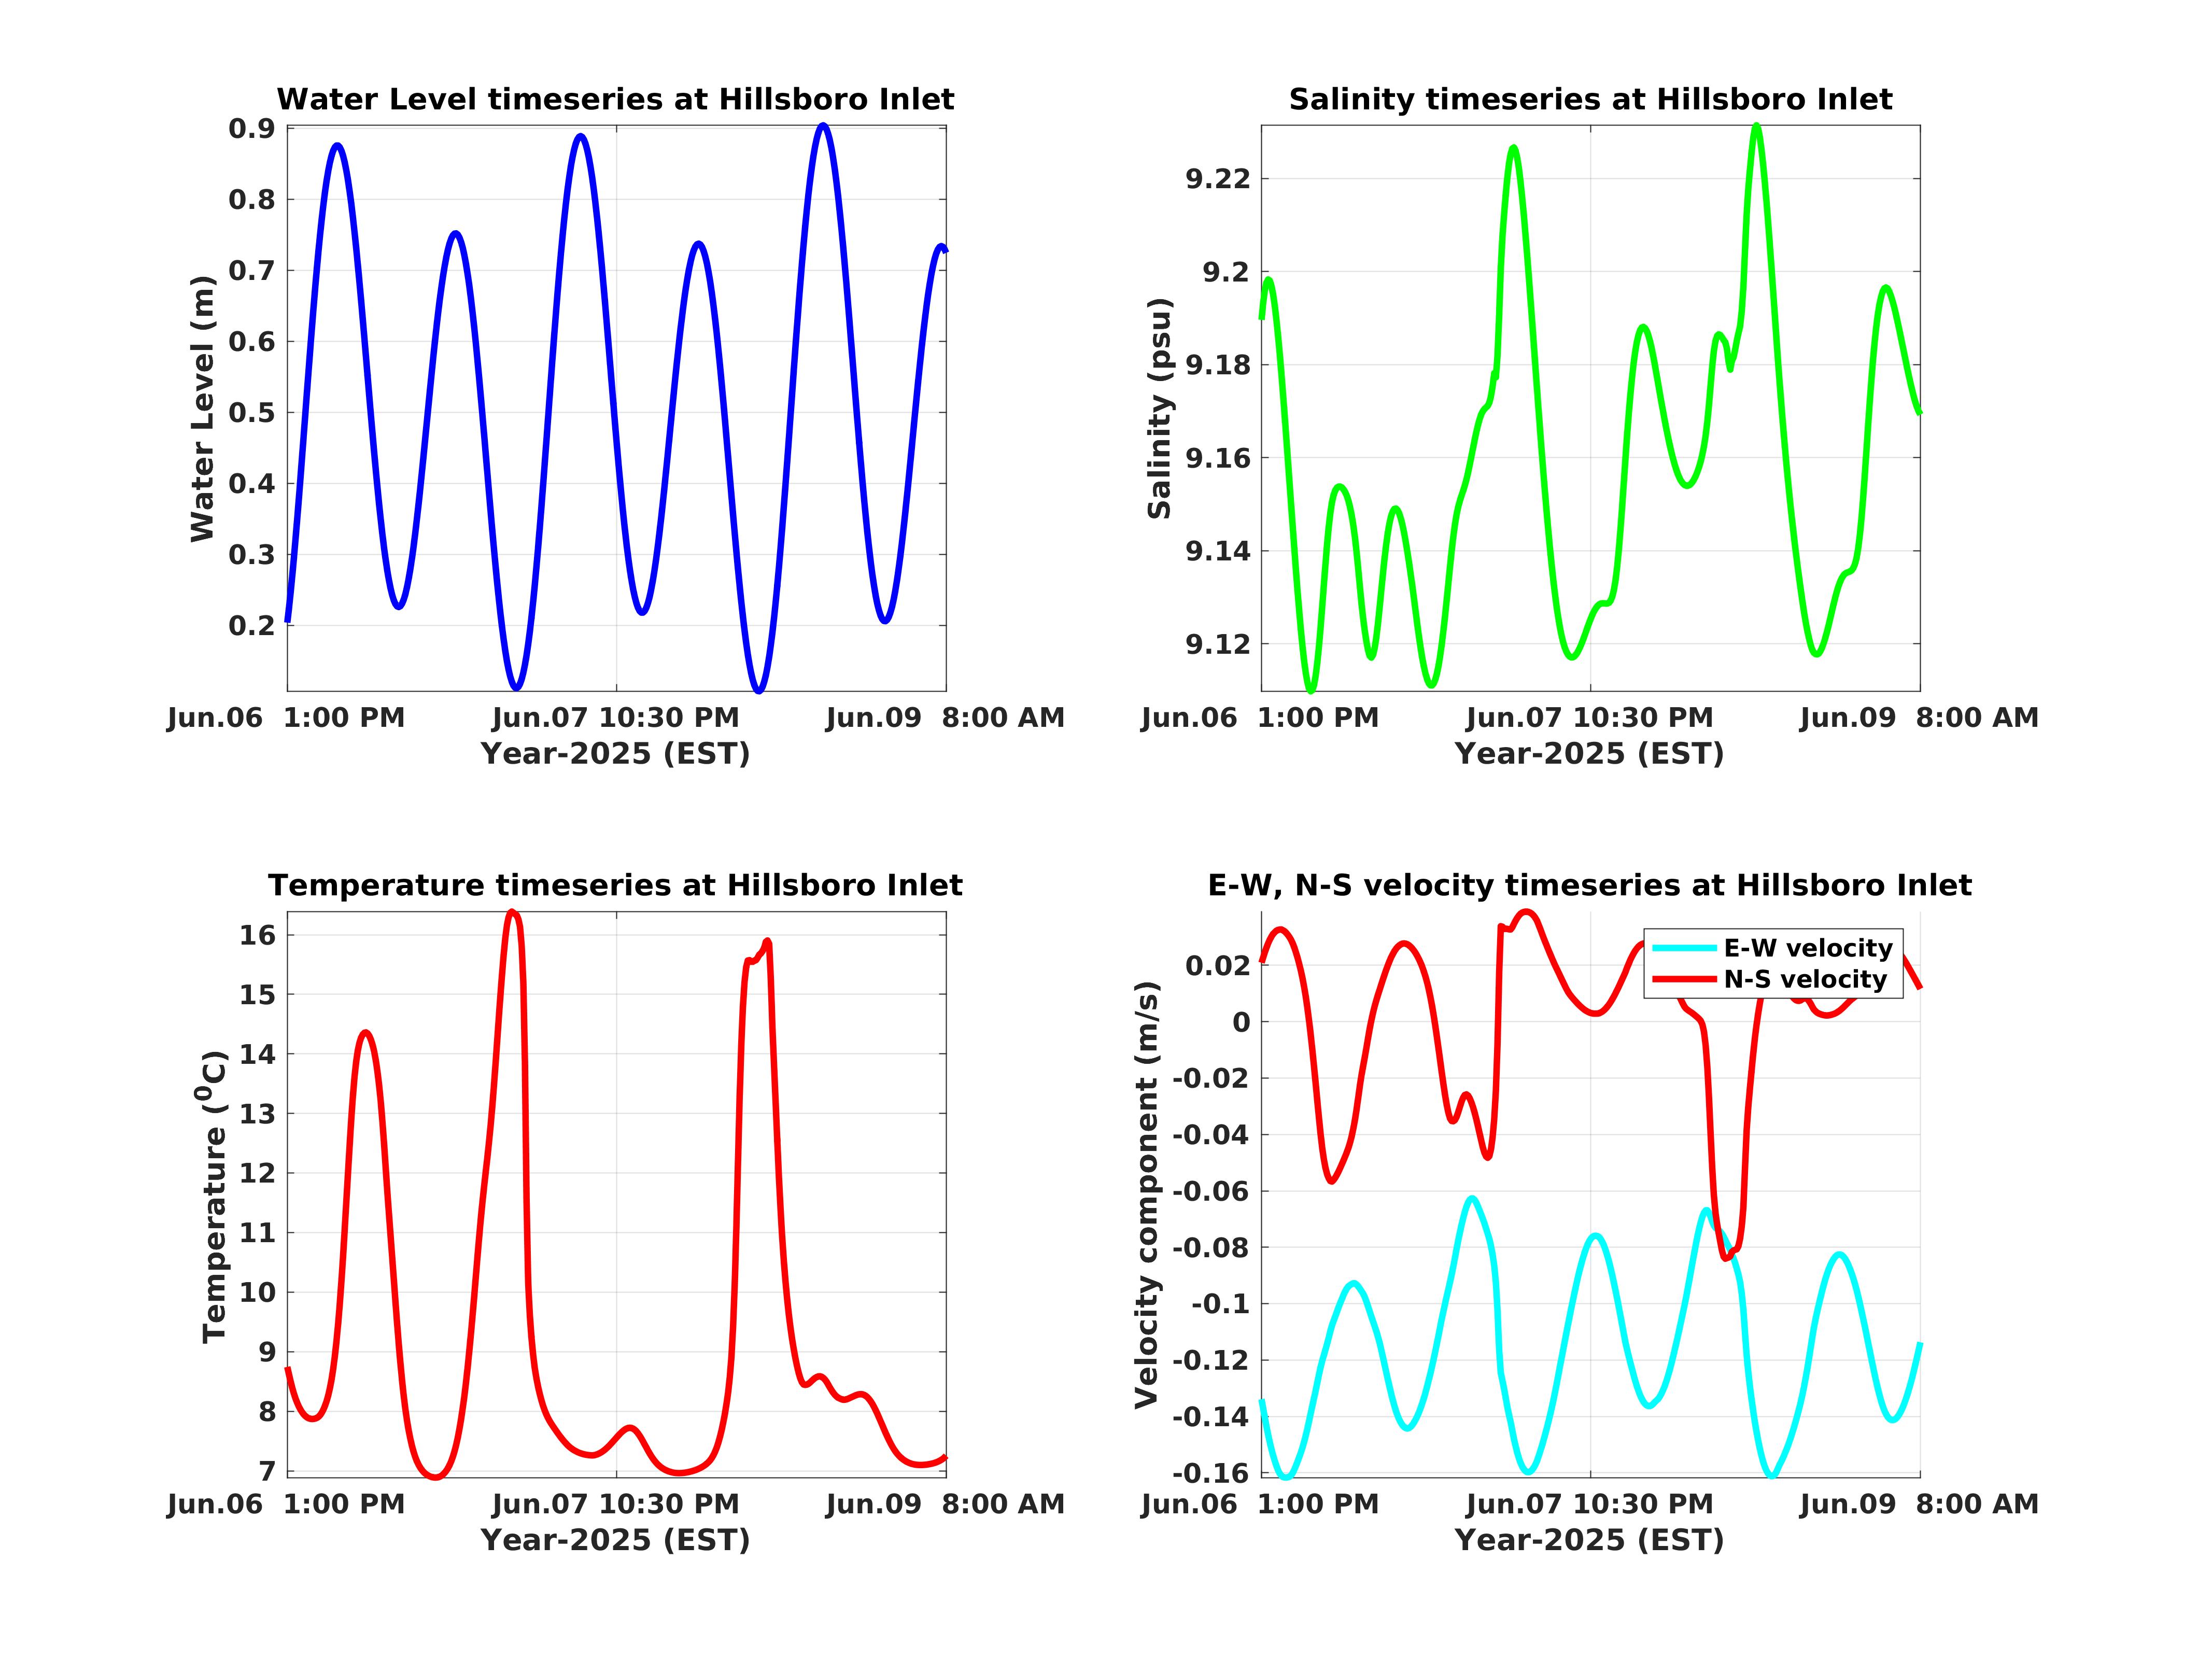 Water Level timeseries at Hillsboro Inlet
0.9
0.8
0.7
0.6
0.5
0.4
0.3
0.2
Water Level (m)
Jun.06 1:00 PM Jun.07 10:30 PM Jun.09 8:00 AM
Year-2025 (EST)
Salinity timeseries at Hillsboro Inlet
9.22
9.2
9.18
9.16
9.14
9.12
Salinity (psu)
Jun.06 1:00 PM Jun.07 10:30 PM Jun.09 8:00 AM
Year-2025 (EST)
Temperature timeseries at Hillsboro Inlet
16
15
14
13
12
11
10
9
8
7
Temperature (⁰C)
Jun.06 1:00 PM Jun.07 10:30 PM Jun.09 8:00 AM
Year-2025 (EST)
E-W, N-S velocity timeseries at Hillsboro Inlet
E-W velocity
N-S velocity
0.02
0
-0.02
-0.04
-0.06
-0.08
-0.1
-0.12
-0.14
-0.16
Velocity component (m/s)
Jun.06 1:00 PM Jun.07 10:30 PM Jun.09 8:00 AM
Year-2025 (EST)